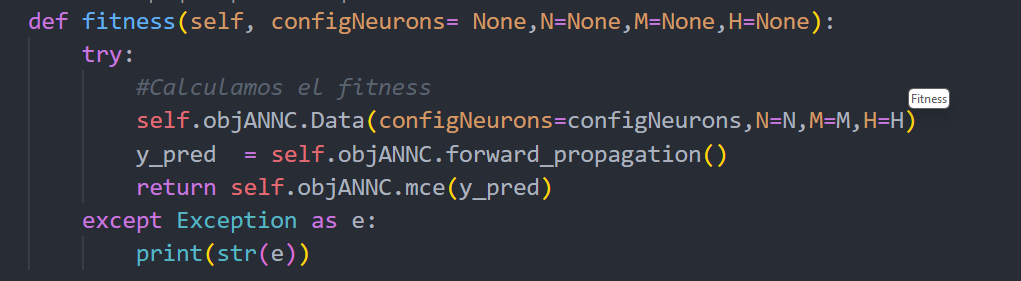 def fitness(self, configNeurons= None,N=None,M=None,H=None):
try:
#Calculamos el fitness
Fitness
self.objANNC.Data(configNeurons=configNeurons,N=N,M=M,H=H)
y_pred  = self.objANNC.forward_propagation()
return self.objANNC.mce(y_pred)
except Exception as e:
print(str(e))